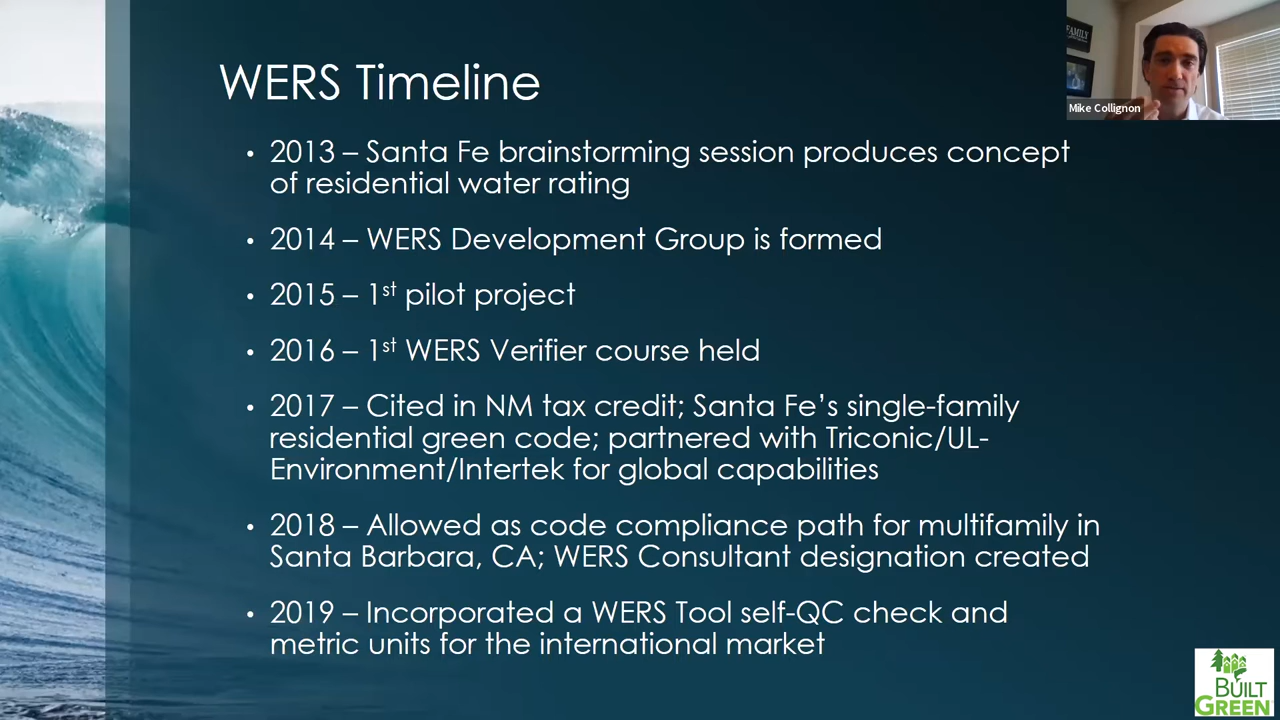 WERS Timeline
FAMILY
Mike Collignon
• 2013 – Santa Fe brainstorming session produces concept
of residential water rating
• 2014 – WERS Development Group is formed
• 2015 – 1st pilot project
• 2016 – 1st WERS Verifier course held
• 2017 – Cited in NM tax credit; Santa Fe’s single-family
residential green code; partnered with Triconic/UL-
Environment/Intertek for global capabilities
• 2018 – Allowed as code compliance path for multifamily in
Santa Barbara, CA; WERS Consultant designation created
• 2019 – Incorporated a WERS Tool self-QC check and
metric units for the international market
BUILT
GREEN